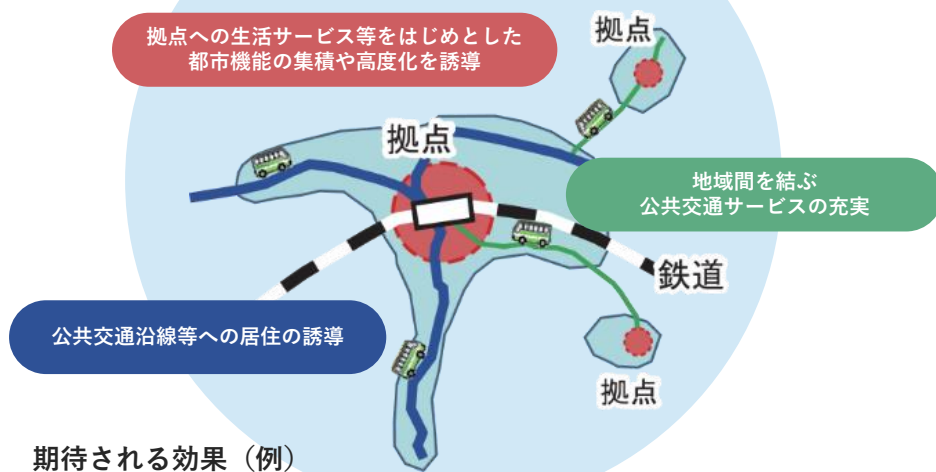 拠点への生活サービス等をはじめとした
都市機能の集積や高度化を誘導
拠点
拠点
地域間を結ぶ
公共交通サービスの充実
鉄道
公共交通沿線等への居住の誘導
拠点
期待される効果（例）